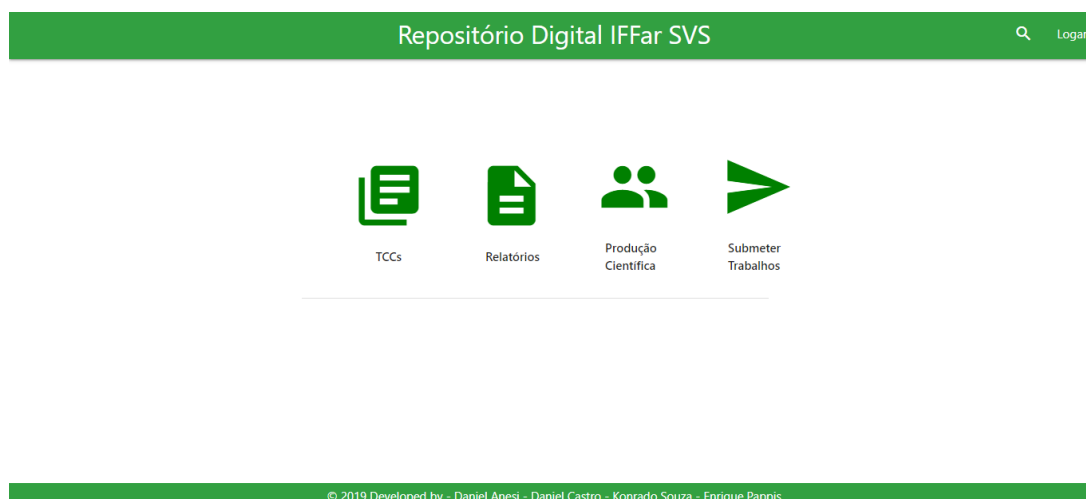 Repositório Digital IFFar SVS
Logar
TCCs
Relatórios
Produção
Científica
Submeter
Trabalhos
© 2019 Developed by - Daniel Anesi - Daniel Castro - Konrado Souza - Enrique Pappis